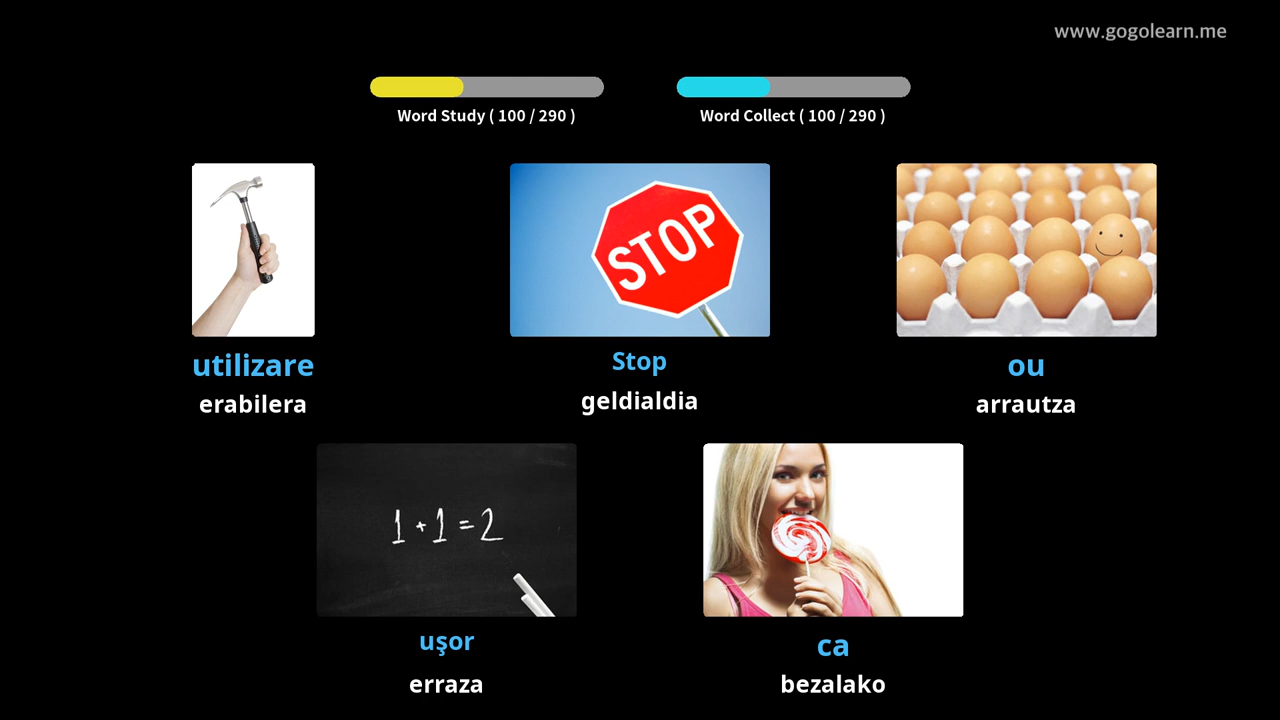 www.gogolearn.me
Word Study ( 100 / 290 )
Word Collect ( 100 / 290 )
STOP
utilizare
erabilera
Stop
geldialdia
ou
arrautza
1 + 1 = 2
uşor
erraza
ca
bezalako